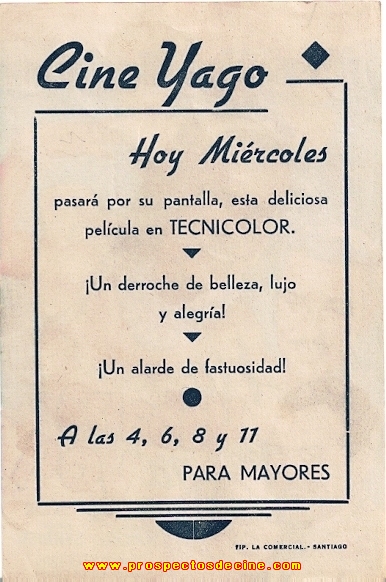 Cine Yago
Hoy Miércoles
pasará por su pantalla, esta deliciosa
película en TECNICOLOR.
¡Un derroche de belleza, lujo
y alegría!
¡Un alarde de fastuosidad!
A las 4, 6, 8 y 11
PARA MAYORES
TIP. LA COMERCIAL.- SANTIAGO
www.prospectosdecine.com